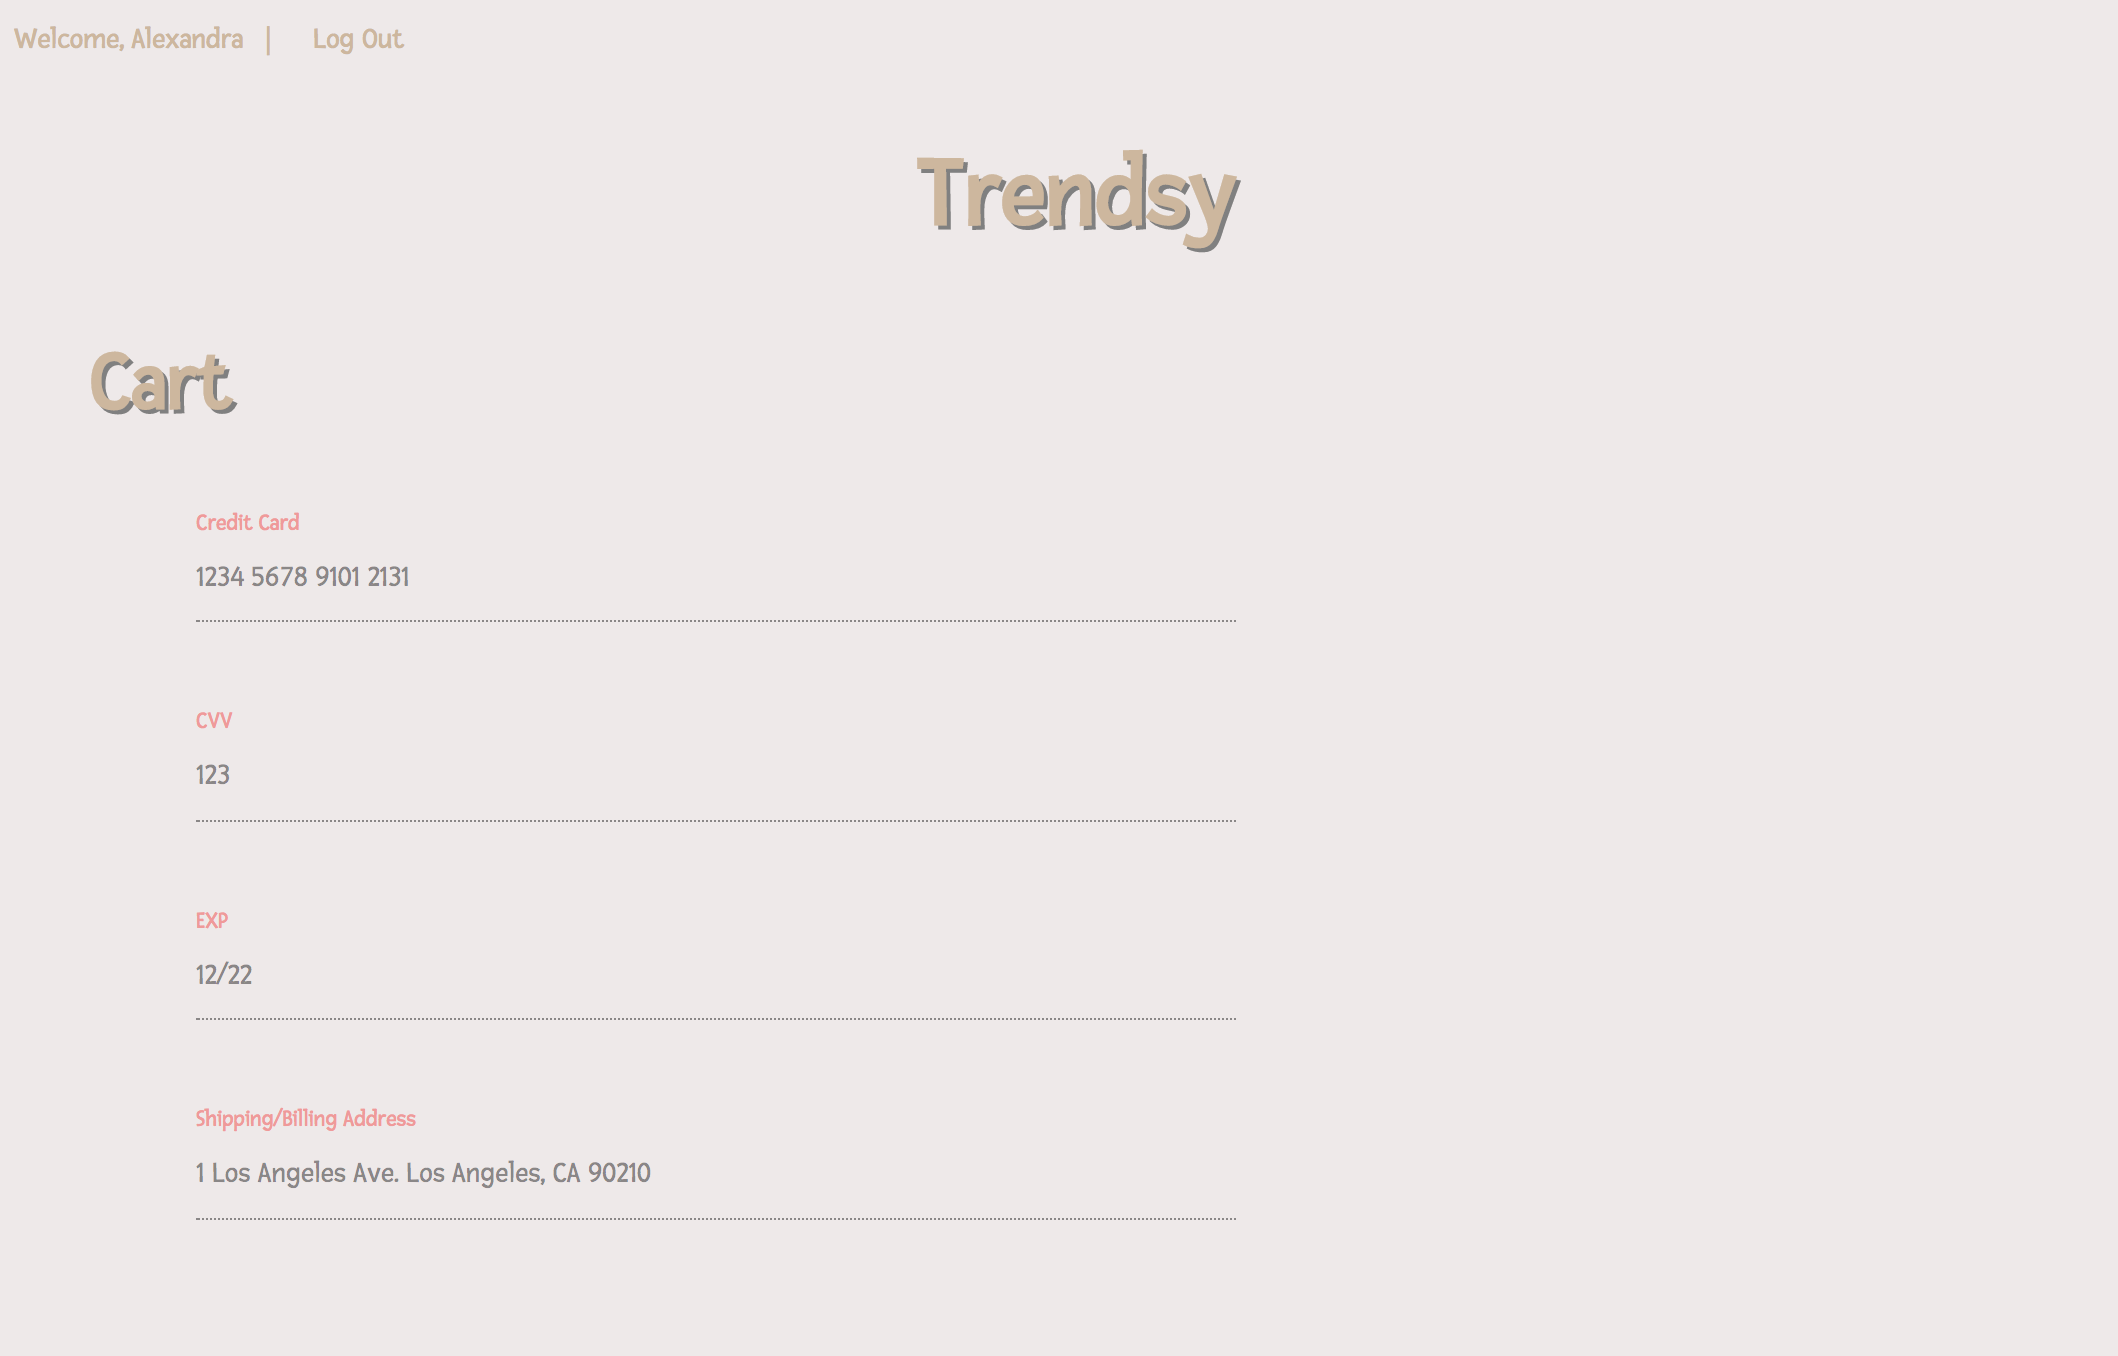 Welcome, Alexandra | Log Out
Trendsy
Cart
Credit Card
1234 5678 9101 2131
CVV
123
EXP
12/22
Shipping/Billing Address
1 Los Angeles Ave. Los Angeles, CA 90210